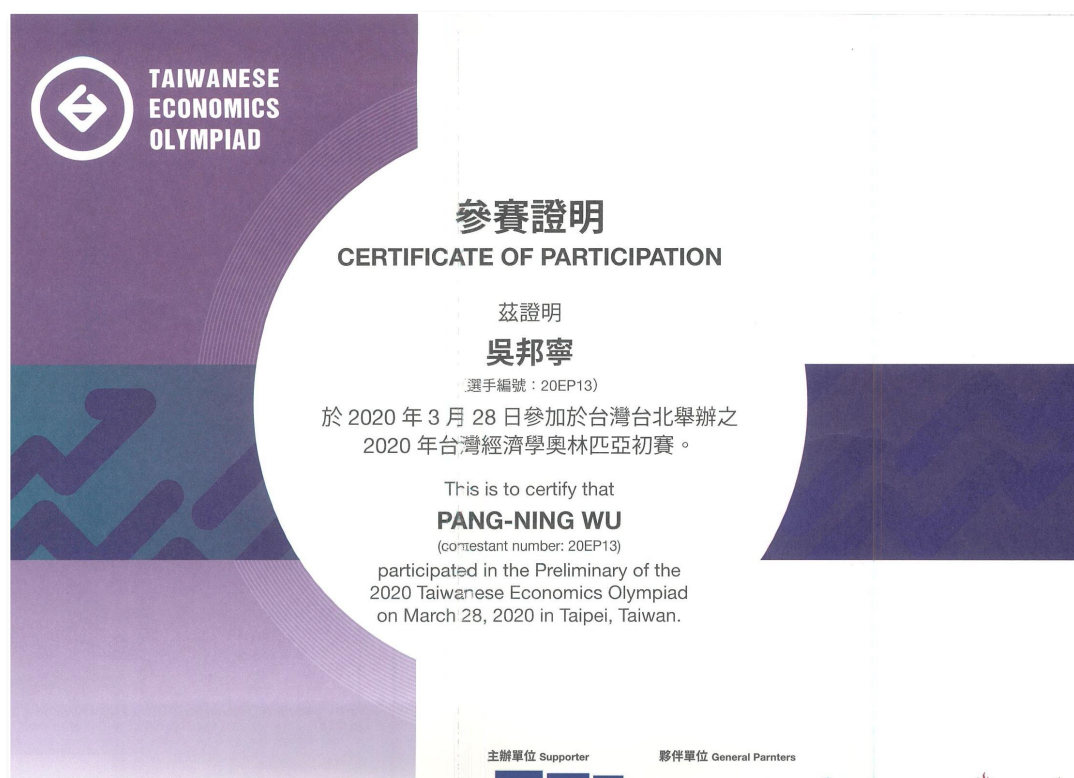 TAIWANESE
ECONOMICS
OLYMPIAD
參賽證明
CERTIFICATE OF PARTICIPATION
茲證明
吳邦寧
(選手編號：20EP13)
於 2020 年 3 月 28 日參加於台灣台北舉辦之
2020 年台灣經濟學奧林匹亞初賽。
This is to certify that
PANG-NING WU
(contestant number: 20EP13)
participated in the Preliminary of the
2020 Taiwanese Economics Olympiad
on March 28, 2020 in Taipei, Taiwan.
主辦單位 Supporter
夥伴單位 General Parnters